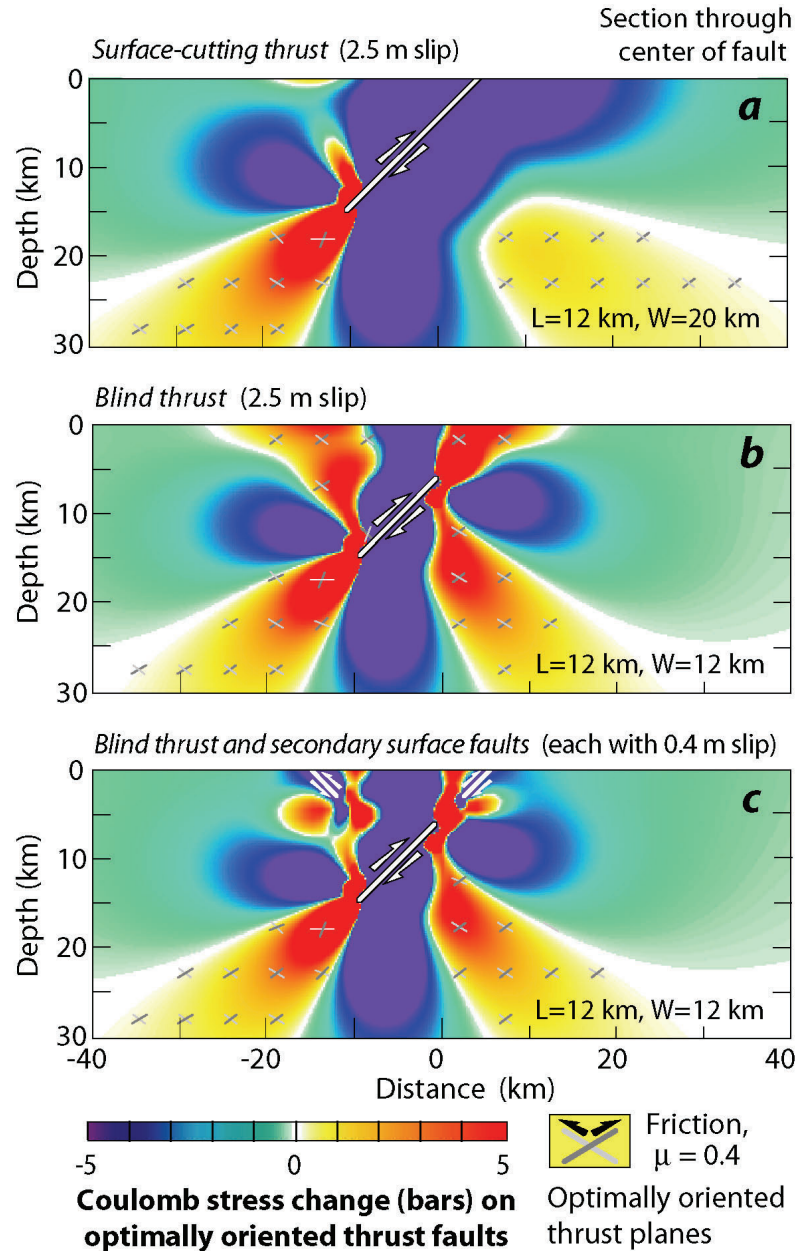 Section through
center of fault
Surface-cutting thrust (2.5 m slip)
a
0
10
20
30
Depth (km)
L=12 km, W=20 km
Blind thrust (2.5 m slip)
b
0
10
20
30
Depth (km)
L=12 km, W=12 km
Blind thrust and secondary surface faults (each with 0.4 m slip)
c
0
10
20
30
Depth (km)
L=12 km, W=12 km
-40 -20 0 20 40
Distance (km)
-5 0 5
Coulomb stress change (bars) on
optimally oriented thrust faults
Friction,
μ = 0.4
Optimally oriented
thrust planes